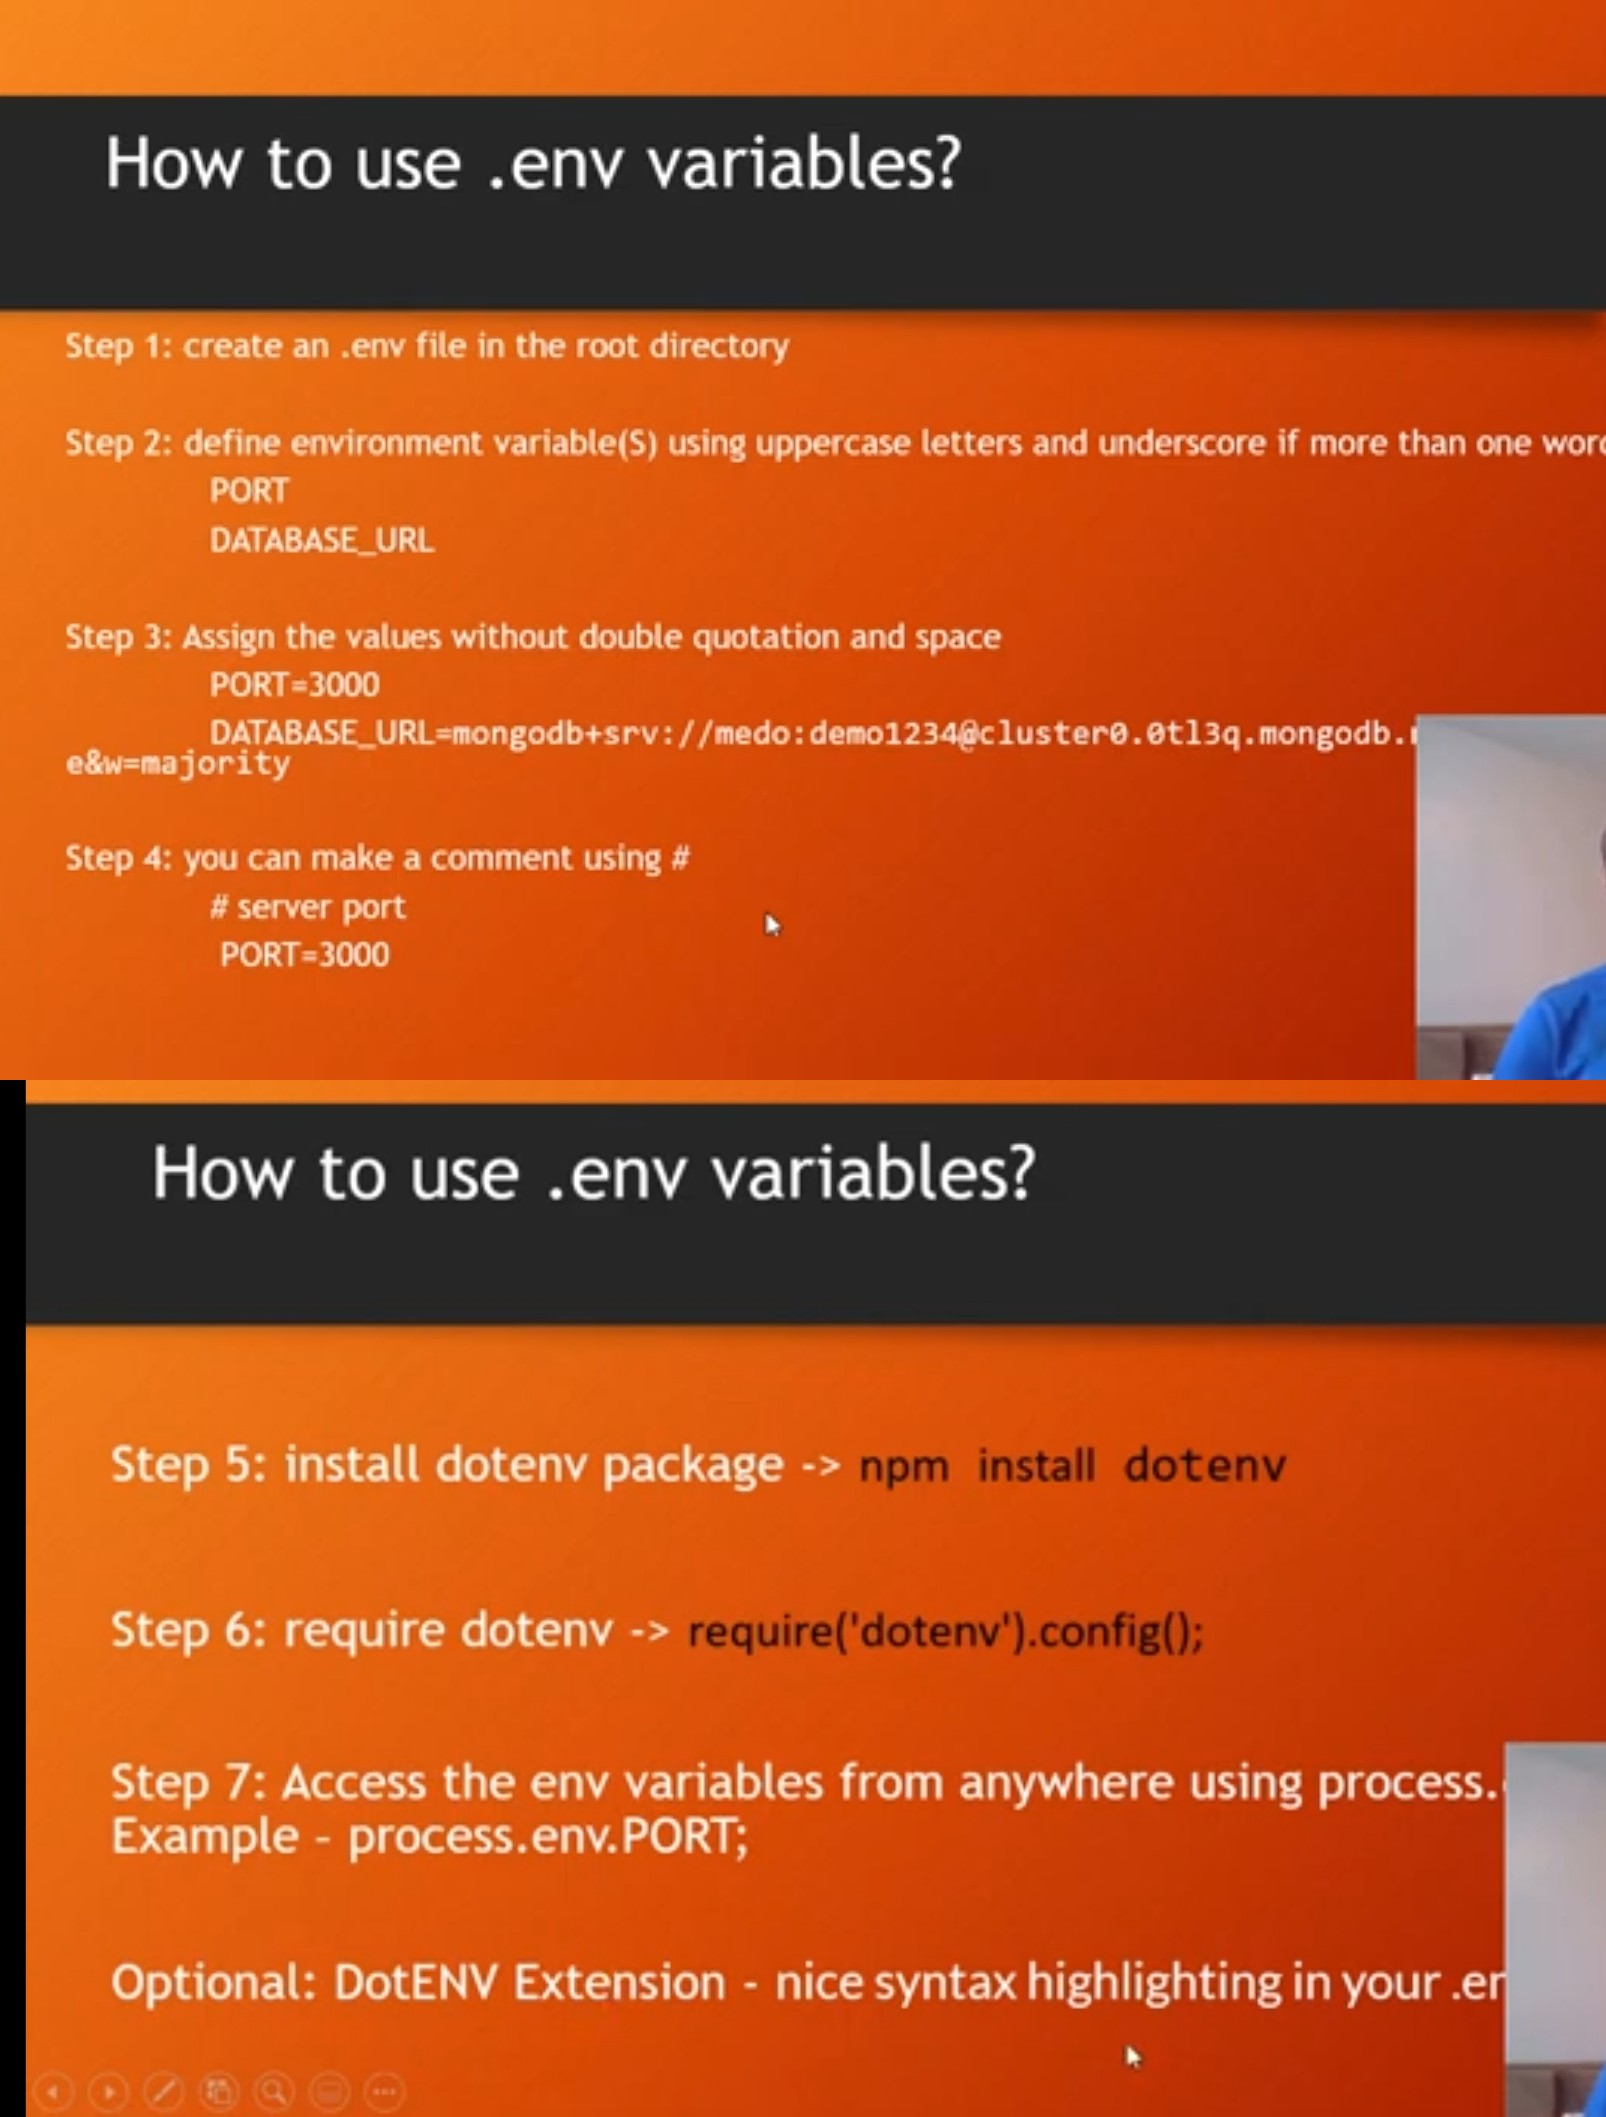 How to use .env variables?
Step 1: create an .env file in the root directory
Step 2: define environment variable(S) using uppercase letters and underscore if more than one
PORT
DATABASE_URL
Step 3: Assign the values without double quotation and space
PORT=3000
DATABASE_URL=mongodb+srv://medo:demo1234@cluster0.0tl3q.mongodb.
e&w=majority
Step 4: you can make a comment using #
# server port
PORT=3000
How to use .env variables?
Step 5: install dotenv package -> npm install dotenv
Step 6: require dotenv -> require('dotenv').config();
Step 7: Access the env variables from anywhere using process.
Example - process.env.PORT;
Optional: DotENV Extension - nice syntax highlighting in your